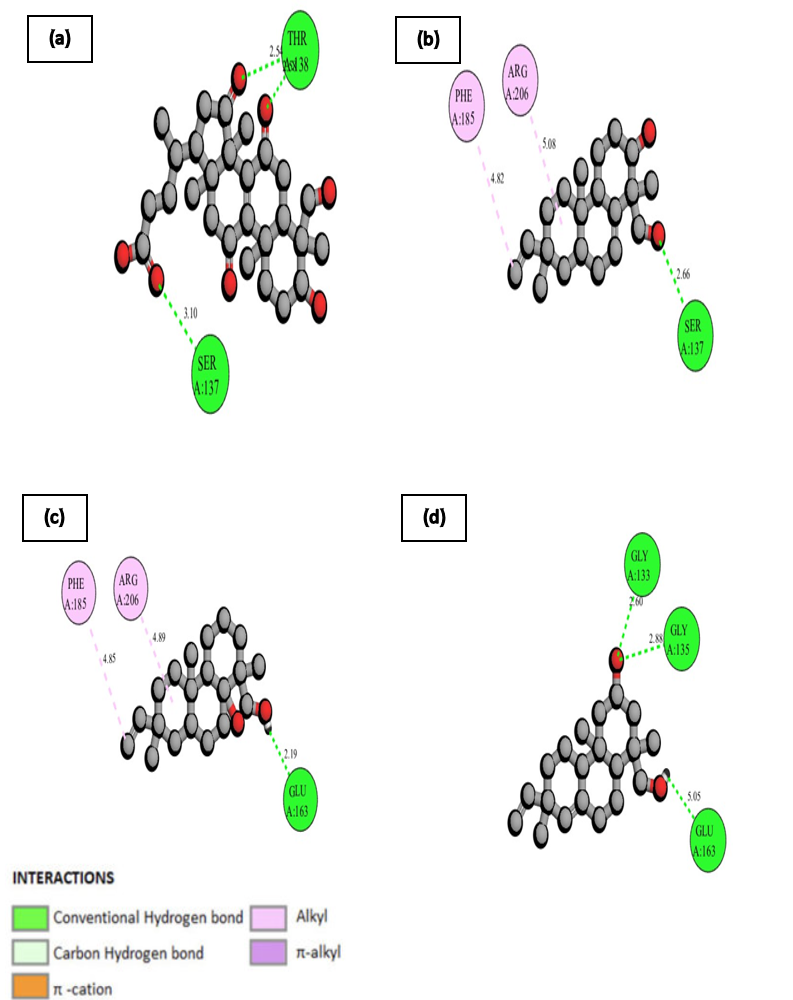 (a)
THR
A:138
2.54
3.10
SER
A:137
(b)
PHE
A:185
ARG
A:206
5.08
4.82
2.66
SER
A:137
(c)
PHE
A:185
ARG
A:206
4.89
4.85
2.19
GLU
A:163
(d)
GLY
A:133
2.60
2.88
GLY
A:135
5.05
GLU
A:163
INTERACTIONS
Conventional Hydrogen bond
Alkyl
Carbon Hydrogen bond
π-alkyl
π -cation